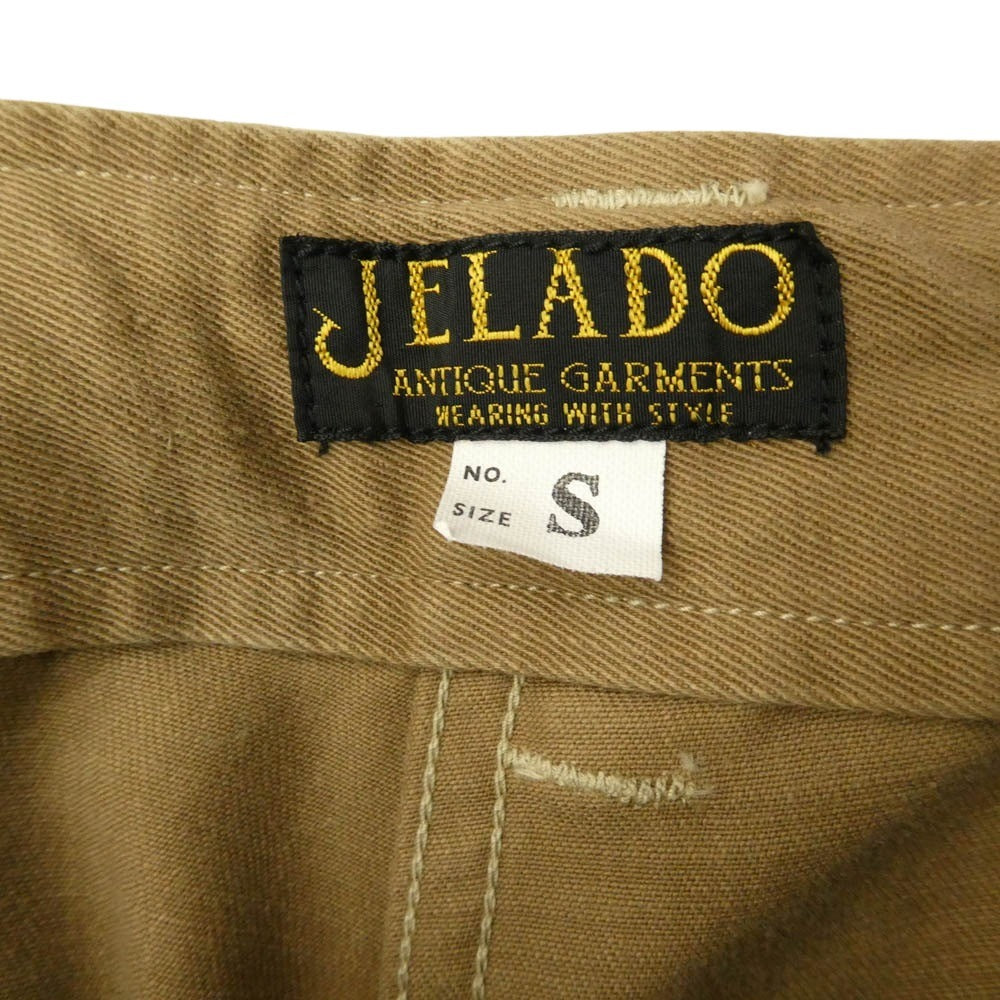 JELADO
ANTIQUE GARMENTS
WEARING WITH STYLE
NO.
SIZE S